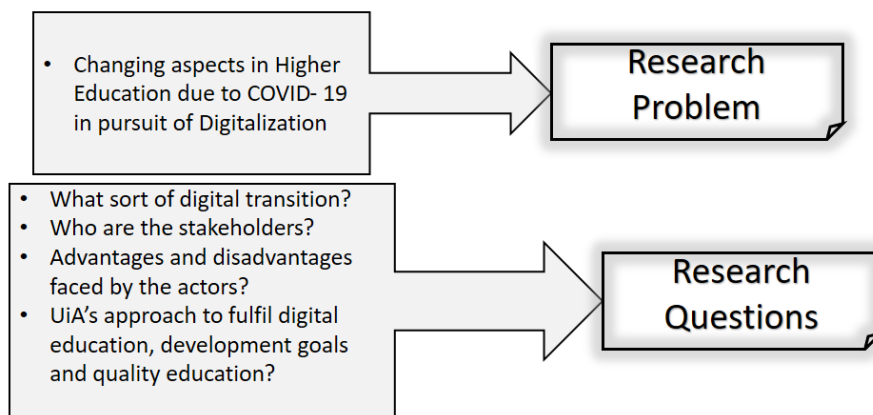 • Changing aspects in Higher
Education due to COVID- 19
in pursuit of Digitalization
Research
Problem
• What sort of digital transition?
• Who are the stakeholders?
• Advantages and disadvantages
faced by the actors?
• UiA's approach to fulfil digital
education, development goals
and quality education?
Research
Questions